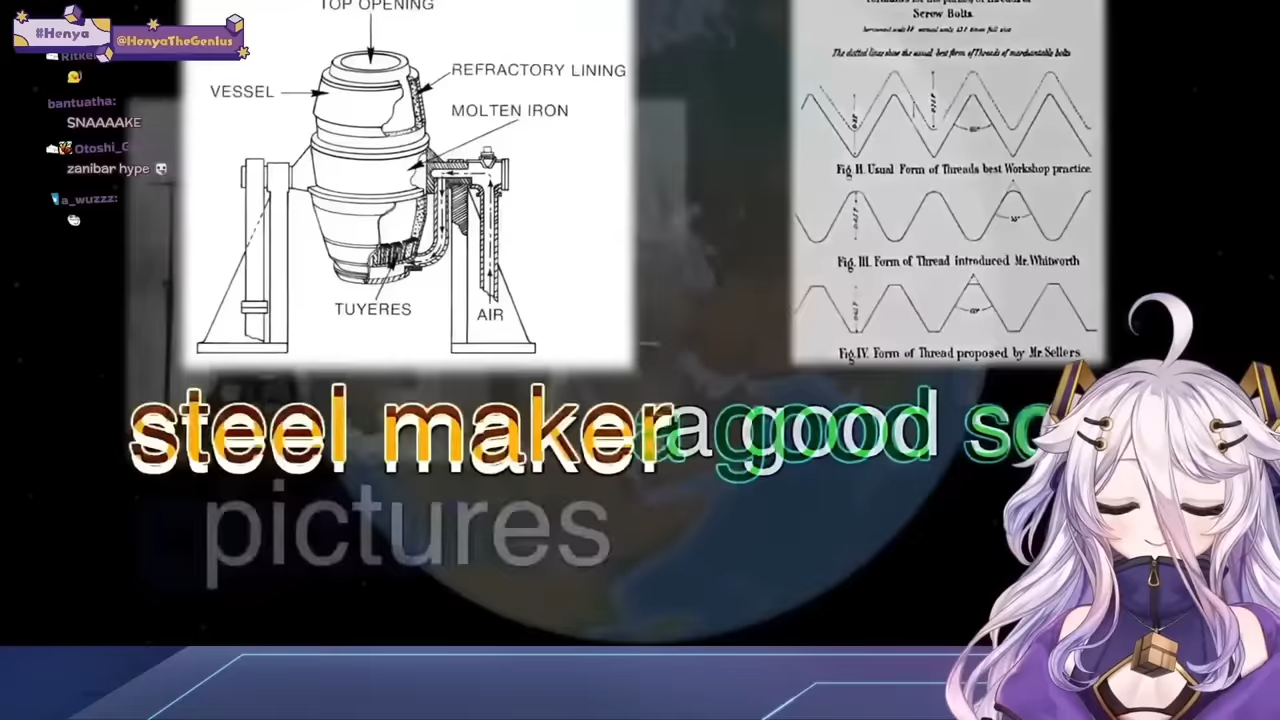 #Henya
@HenyaTheGenius
bantuatha:
SNAAAAKE
zanibar hype
a_wuzzz:
TOP OPENING
REFRACTORY LINING
VESSEL
MOLTEN IRON
TUYERES
AIR
Screw Bolts.
The dotted lines show the usual best form of Threads of merchantable bolts
Fig II. Usual Form of Threads best Workshop practice.
Fig. III. Form of Thread introduced Mr. Whitworth
Fig. IV. Form of Thread proposed by Mr. Sellers.
steel maker
a good
pictures